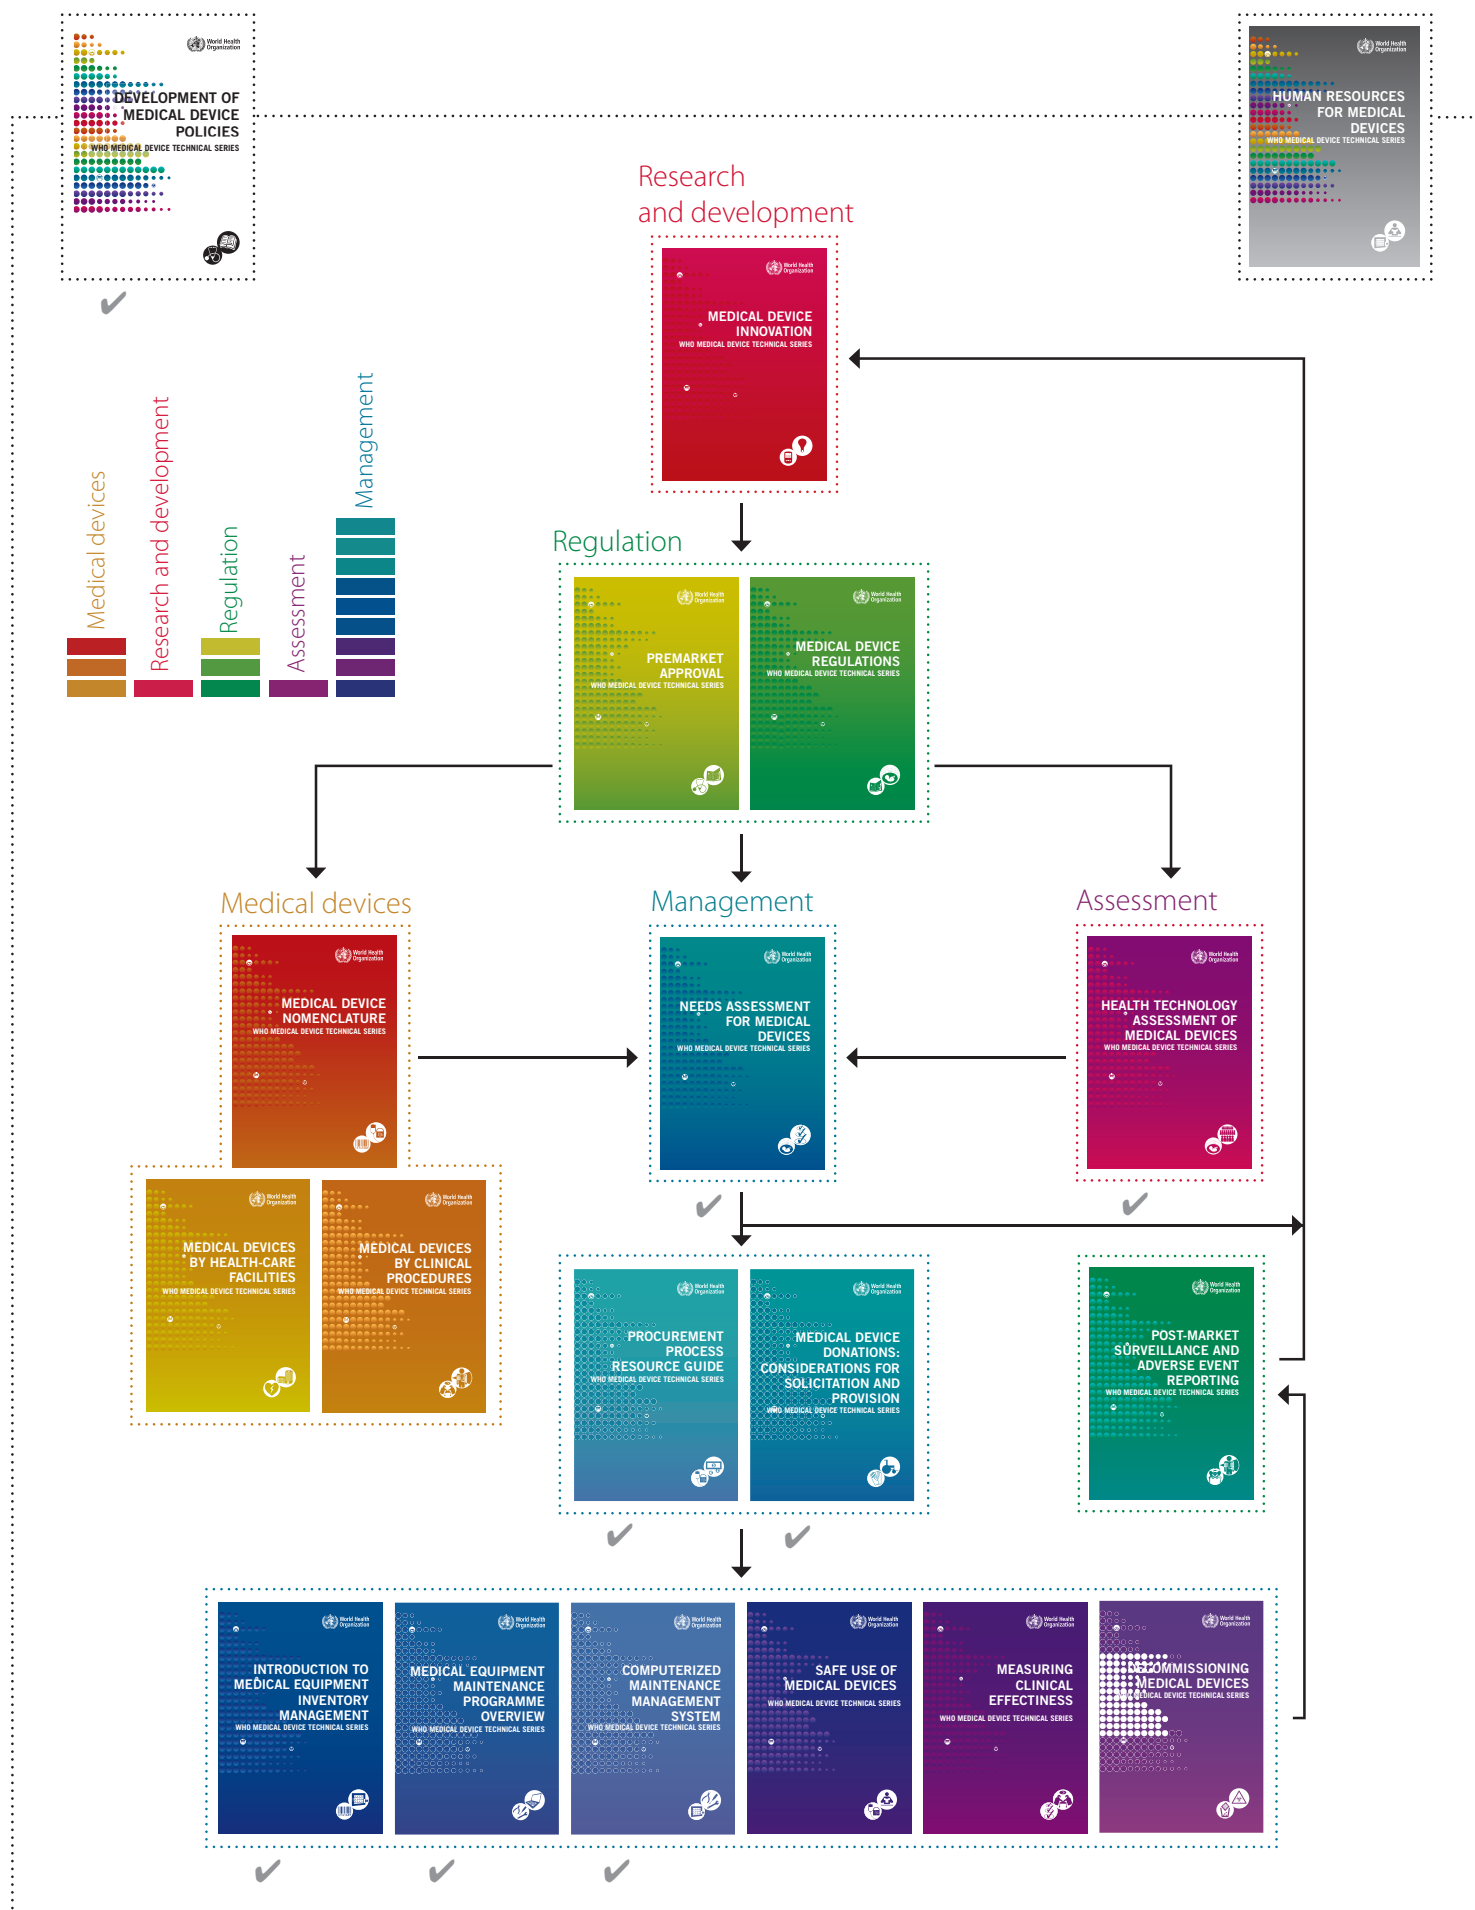 World Health
Organization
DEVELOPMENT OF
MEDICAL DEVICE
POLICIES
WHO MEDICAL DEVICE TECHNICAL SERIES
World Health
Organization
HUMAN RESOURCES
FOR MEDICAL
DEVICES
WHO MEDICAL DEVICE TECHNICAL SERIES
Research
and development
World Health
Organization
MEDICAL DEVICE
INNOVATION
WHO MEDICAL DEVICE TECHNICAL SERIES
Medical devices
Research and development
Regulation
Assessment
Management
Regulation
World Health
Organization
PREMARKET
APPROVAL
WHO MEDICAL DEVICE TECHNICAL SERIES
World Health
Organization
MEDICAL DEVICE
REGULATIONS
WHO MEDICAL DEVICE TECHNICAL SERIES
Medical devices
World Health
Organization
MEDICAL DEVICE
NOMENCLATURE
WHO MEDICAL DEVICE TECHNICAL SERIES
Management
World Health
Organization
NEEDS ASSESSMENT
FOR MEDICAL
DEVICES
WHO MEDICAL DEVICE TECHNICAL SERIES
Assessment
World Health
Organization
HEALTH TECHNOLOGY
ASSESSMENT OF
MEDICAL DEVICES
WHO MEDICAL DEVICE TECHNICAL SERIES
World Health
Organization
MEDICAL DEVICES
BY HEALTH-CARE
FACILITIES
WHO MEDICAL DEVICE TECHNICAL SERIES
World Health
Organization
MEDICAL DEVICES
BY CLINICAL
PROCEDURES
WHO MEDICAL DEVICE TECHNICAL SERIES
World Health
Organization
PROCUREMENT
PROCESS
RESOURCE GUIDE
WHO MEDICAL DEVICE TECHNICAL SERIES
World Health
Organization
MEDICAL DEVICE
DONATIONS:
CONSIDERATIONS FOR
SOLICITATION AND
PROVISION
WHO MEDICAL DEVICE TECHNICAL SERIES
World Health
Organization
POST-MARKET
SURVEILLANCE AND
ADVERSE EVENT
REPORTING
WHO MEDICAL DEVICE TECHNICAL SERIES
World Health
Organization
INTRODUCTION TO
MEDICAL EQUIPMENT
INVENTORY
MANAGEMENT
WHO MEDICAL DEVICE TECHNICAL SERIES
World Health
Organization
MEDICAL EQUIPMENT
MAINTENANCE
PROGRAMME
OVERVIEW
WHO MEDICAL DEVICE TECHNICAL SERIES
World Health
Organization
COMPUTERIZED
MAINTENANCE
MANAGEMENT
SYSTEM
WHO MEDICAL DEVICE TECHNICAL SERIES
World Health
Organization
SAFE USE OF
MEDICAL DEVICES
WHO MEDICAL DEVICE TECHNICAL SERIES
World Health
Organization
MEASURING
CLINICAL
EFFECTINESS
WHO MEDICAL DEVICE TECHNICAL SERIES
World Health
Organization
DECOMMISSIONING
MEDICAL DEVICES
WHO MEDICAL DEVICE TECHNICAL SERIES